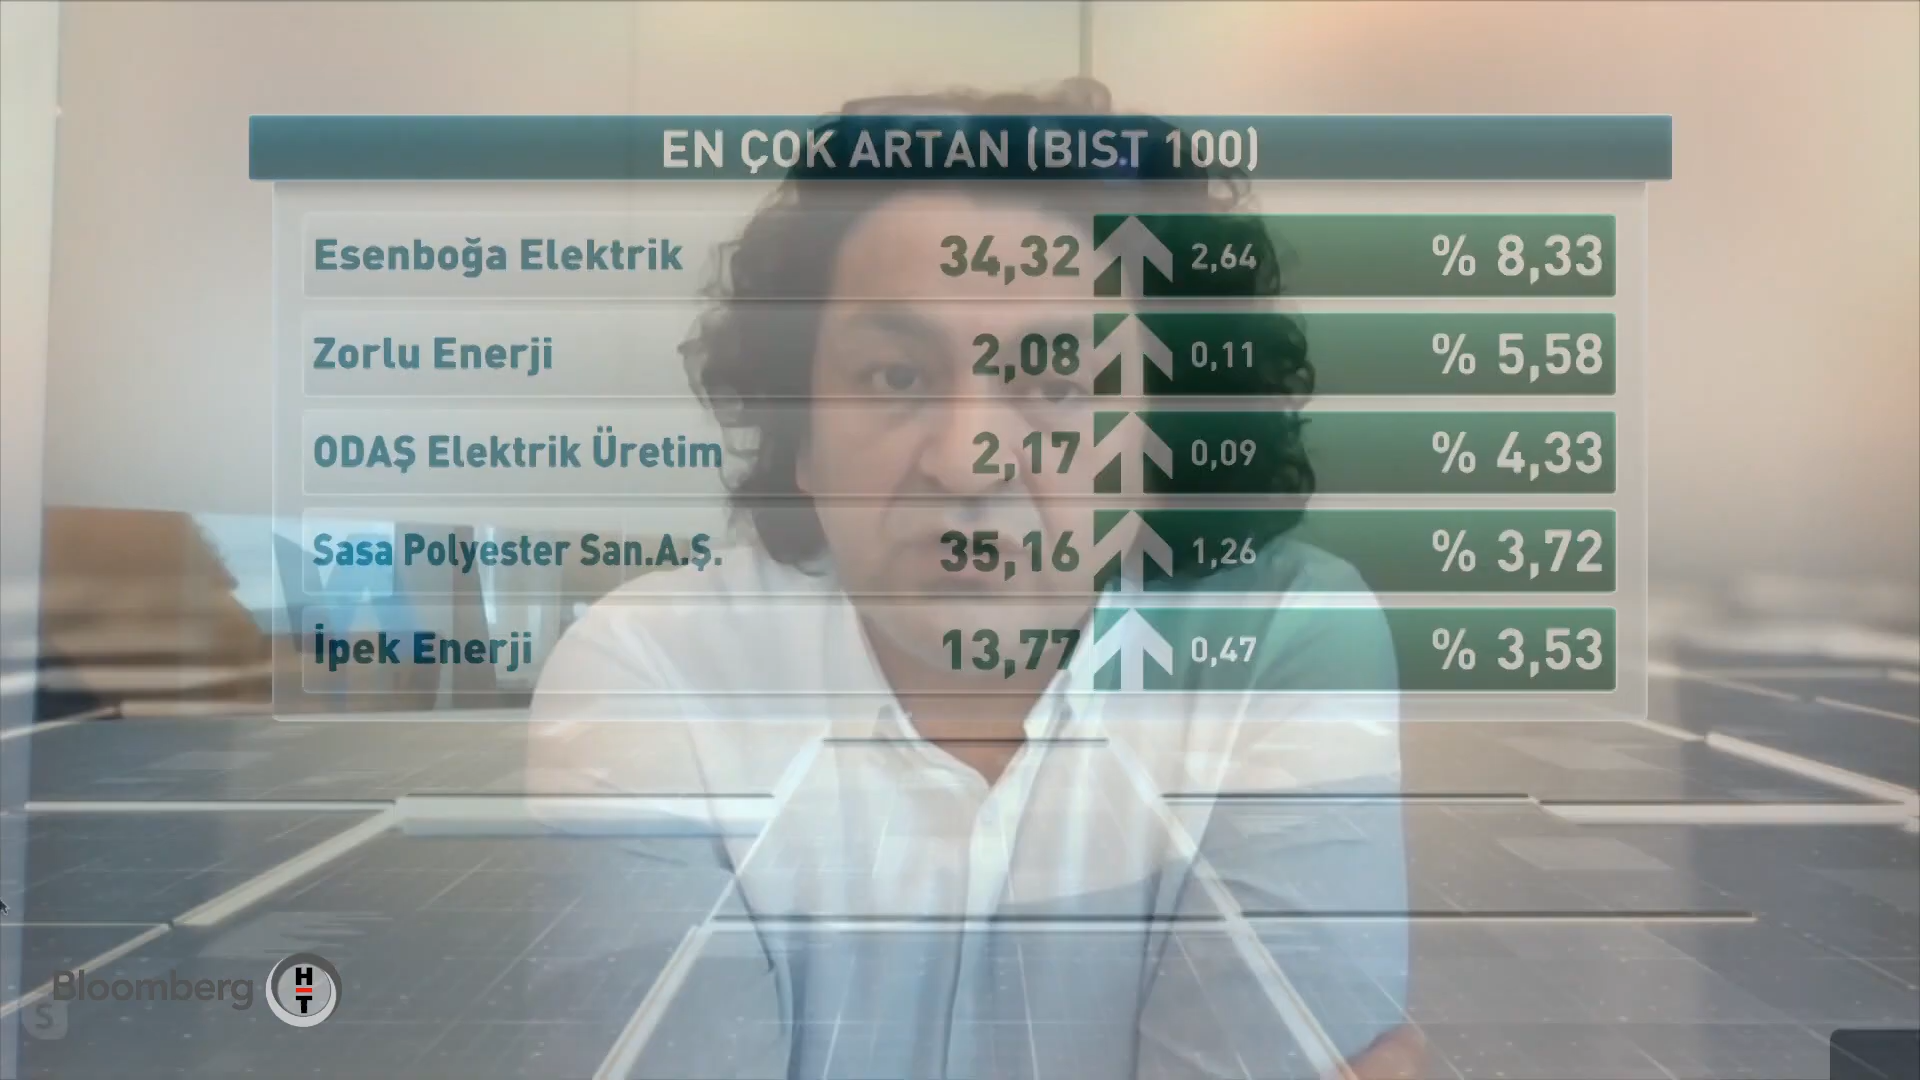 EN ÇOK ARTAN (BIST 100)
Esenboğa Elektrik 34,32 2,64 % 8,33
Zorlu Enerji 2,08 0,11 % 5,58
ODAŞ Elektrik Üretim 2,17 0,09 % 4,33
Sasa Polyester San.A.Ş. 35,16 1,26 % 3,72
İpek Enerji 13,77 0,47 % 3,53
Bloomberg HT
S